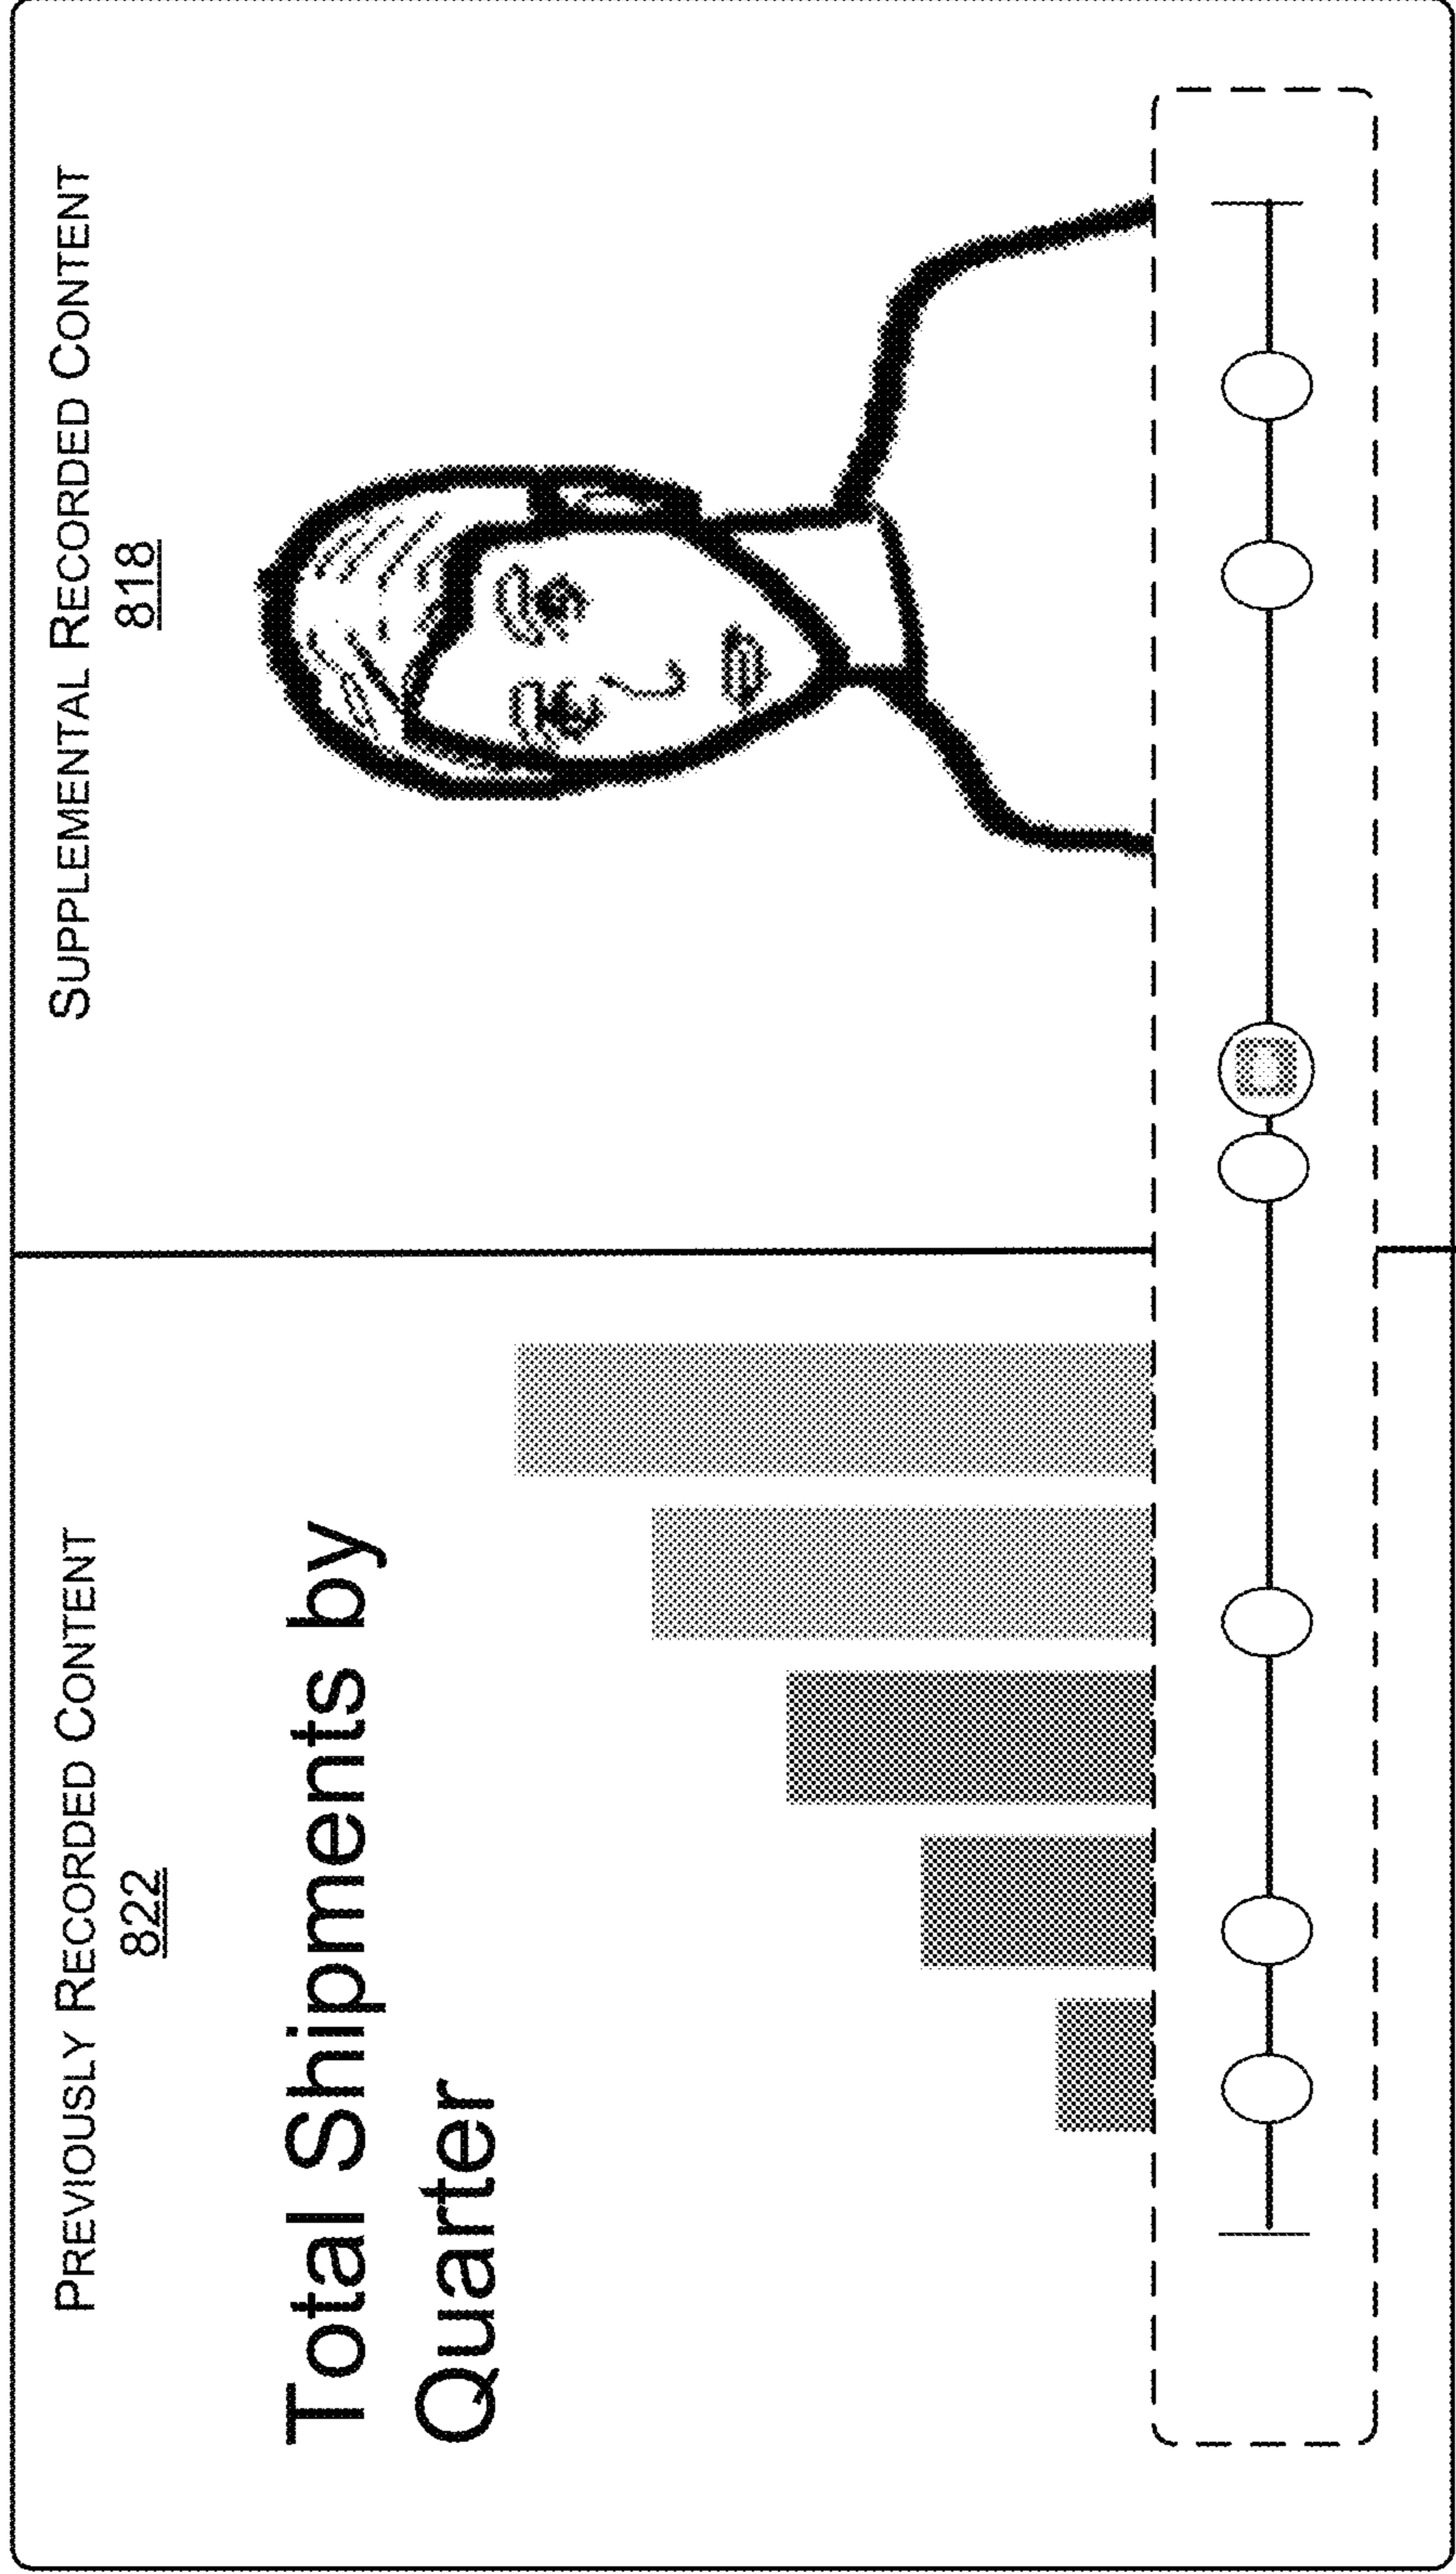 PREVIOUSLY RECORDED CONTENT
822
Total Shipments by
Quarter
SUPPLEMENTAL RECORDED CONTENT
818